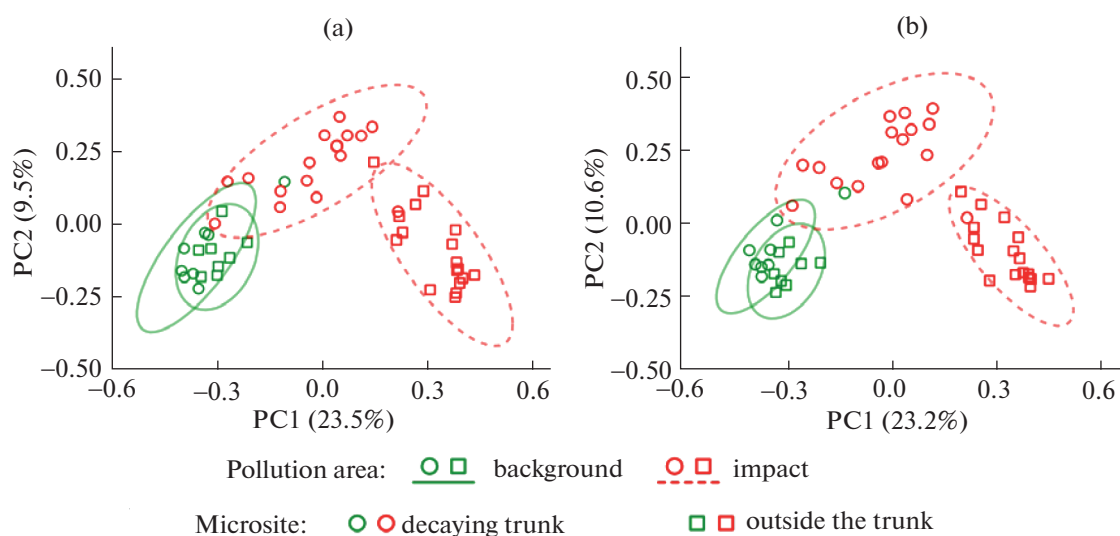 (a)
(b)
0.50
0.25
0.00
−0.25
−0.50
PC2 (9.5%)
−0.6
−0.3
0.0
0.3
0.6
PC1 (23.5%)
0.50
0.25
0.00
−0.25
−0.50
PC2 (10.6%)
−0.6
−0.3
0.0
0.3
0.6
PC1 (23.2%)
Pollution area: background impact
Microsite: decaying trunk outside the trunk